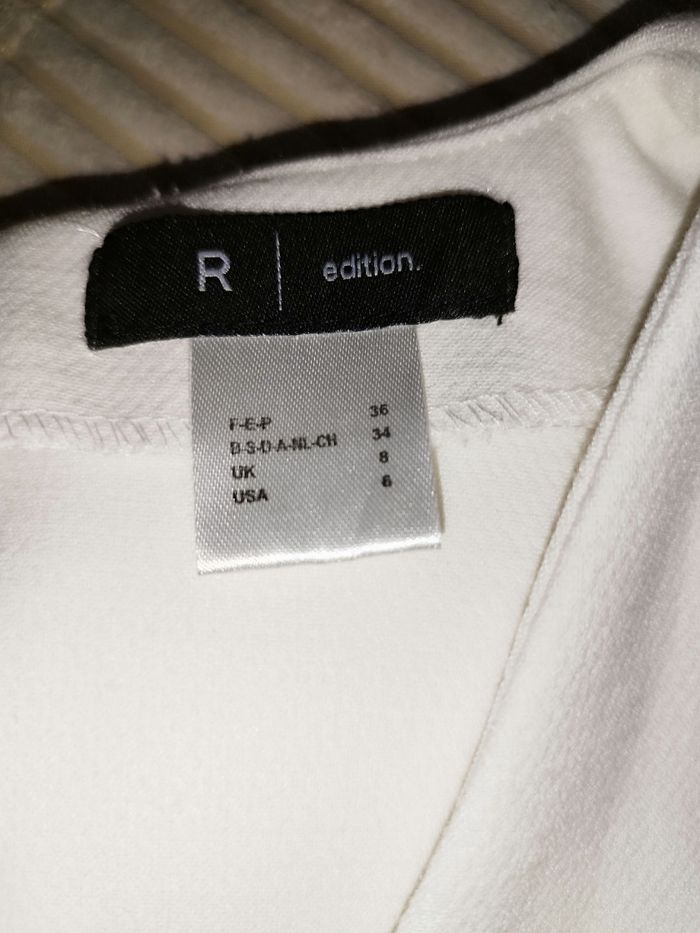 R | edition.
F-E-P 36
B-S-D-A-NL-CH 34
UK 8
USA 6